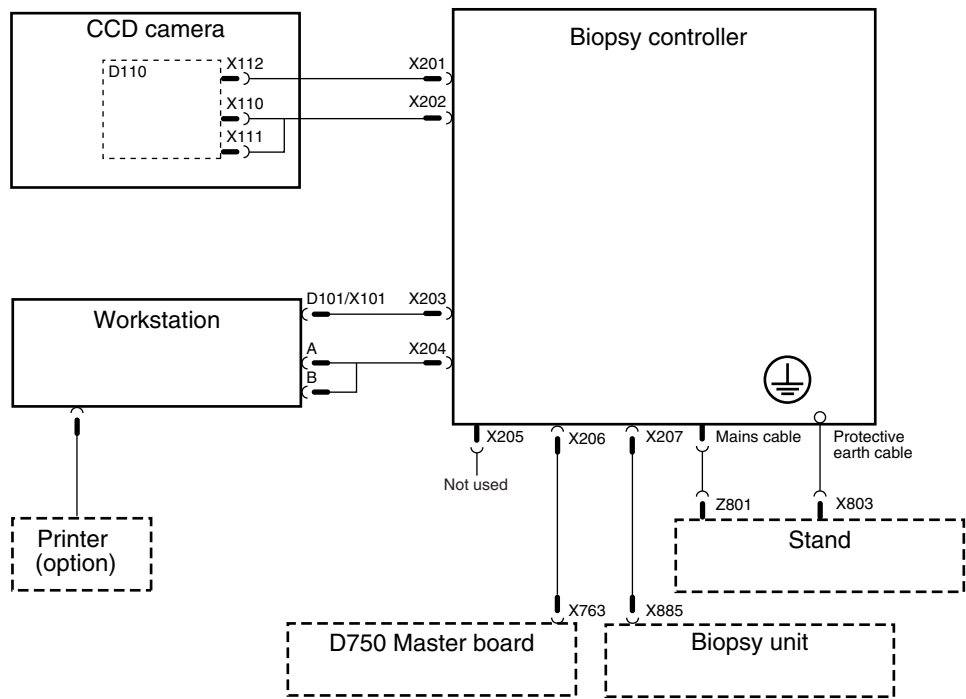 CCD camera
Biopsy controller
D110
X112
X201
X110
X202
X111
D101/X101
X203
Workstation
A
X204
B
X205
X206
X207
Mains cable
Protective
earth cable
Not used
Z801
X803
Printer
(option)
Stand
X763
X885
D750 Master board
Biopsy unit